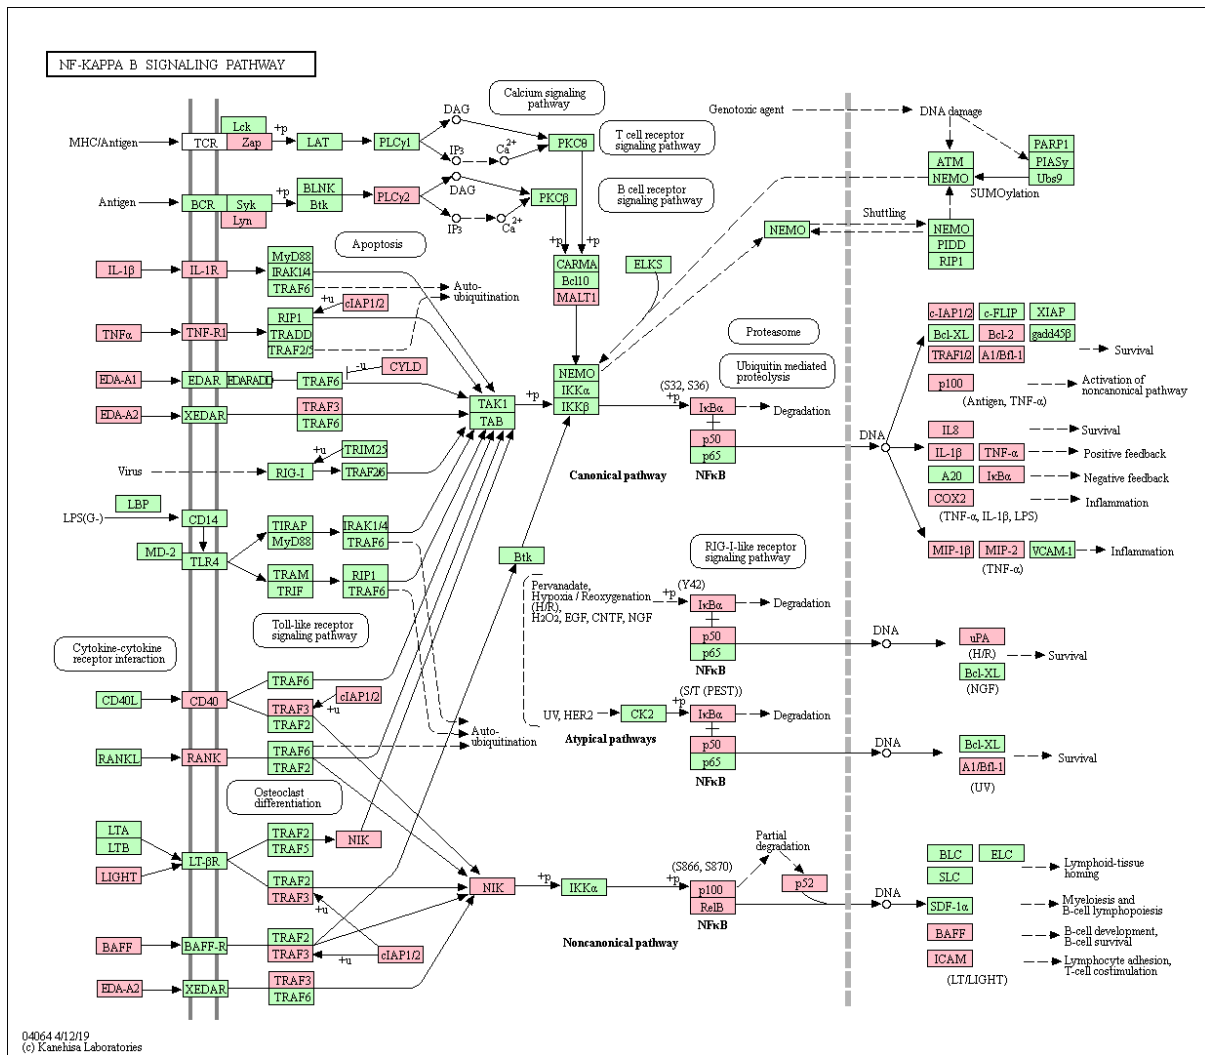 NF-KAPPA B SIGNALING PATHWAY
Calcium signaling
pathway
DAG
IP3
Ca2+
T cell receptor
signaling pathway
MHC/Antigen
TCR
Lck
Zap
+p
LAT
PLCγ1
PKCθ
Genotoxic agent
DNA damage
PARP1
PIASy
Ubs9
ATM
NEMO
SUMOylation
Antigen
BCR
Syk
Lyn
+p
BLNK
Btk
PLCγ2
DAG
IP3
Ca2+
PKCβ
B cell receptor
signaling pathway
+p
+p
NEMO
Shuttling
NEMO
PIDD
RIP1
Apoptosis
IL-1β
IL-1R
MyD88
IRAK1/4
TRAF6
Auto-
ubiquitination
CARMA
Bcl10
MALT1
ELKS
TNFα
TNF-R1
RIP1
TRADD
TRAF2/5
+u
cIAP1/2
Proteasome
Ubiquitin mediated
proteolysis
c-IAP1/2
c-FLIP
XIAP
Bcl-XL
Bcl-2
gadd45β
TRAF1/2
A1/Bfl-1
Survival
EDA-A1
EDAR
EDARADD
TRAF6
-u
CYLD
EDA-A2
XEDAR
TRAF3
TRAF6
TAK1
TAB
+p
NEMO
IKKα
IKKβ
(S32, S36)
+p
IκBα
Degradation
p50
p65
NFκB
Canonical pathway
DNA
p100
Activation of
noncanonical pathway
(Antigen, TNF-α)
IL8
Survival
IL-1β
TNF-α
Positive feedback
A20
IκBα
Negative feedback
COX2
Inflammation
(TNF-α, IL-1β, LPS)
MIP-1β
MIP-2
VCAM-1
Inflammation
(TNF-α)
Virus
RIG-I
+u
TRIM25
TRAF2/6
LBP
LPS(G-)
CD14
MD-2
TLR4
TIRAP
MyD88
IRAK1/4
TRAF6
TRAM
TRIF
RIP1
TRAF6
Btk
RIG-I-like receptor
signaling pathway
Pervanadate,
Hypoxia / Reoxygenation
(H/R),
H2O2, EGF, CNTF, NGF
+p
(Y42)
IκBα
Degradation
p50
p65
NFκB
DNA
uPA
(H/R)
Bcl-XL
(NGF)
Survival
Toll-like receptor
signaling pathway
Cytokine-cytokine
receptor interaction
CD40L
CD40
TRAF6
TRAF3
TRAF2
+u
cIAP1/2
RANKL
RANK
TRAF6
TRAF2
Auto-
ubiquitination
UV, HER2
CK2
+p
(S/T (PEST))
IκBα
Degradation
p50
p65
NFκB
Atypical pathways
DNA
Bcl-XL
A1/Bfl-1
(UV)
Survival
Osteoclast
differentiation
LTA
LTB
LIGHT
LT-βR
TRAF2
TRAF5
NIK
TRAF2
TRAF3
+u
NIK
+p
IKKα
+p
(S866, S870)
p100
RelB
NFκB
Partial
degradation
p52
DNA
Noncanonical pathway
BLC
ELC
SLC
Lymphoid-tissue
homing
SDF-1α
Myeloiesis and
B-cell lymphopoiesis
BAFF
B-cell development,
B-cell survival
ICAM
Lymphocyte adhesion,
T-cell costimulation
(LT/LIGHT)
BAFF
BAFF-R
TRAF2
TRAF3
+u
cIAP1/2
EDA-A2
XEDAR
TRAF3
TRAF6
04064 4/12/19
(c) Kanehisa Laboratories